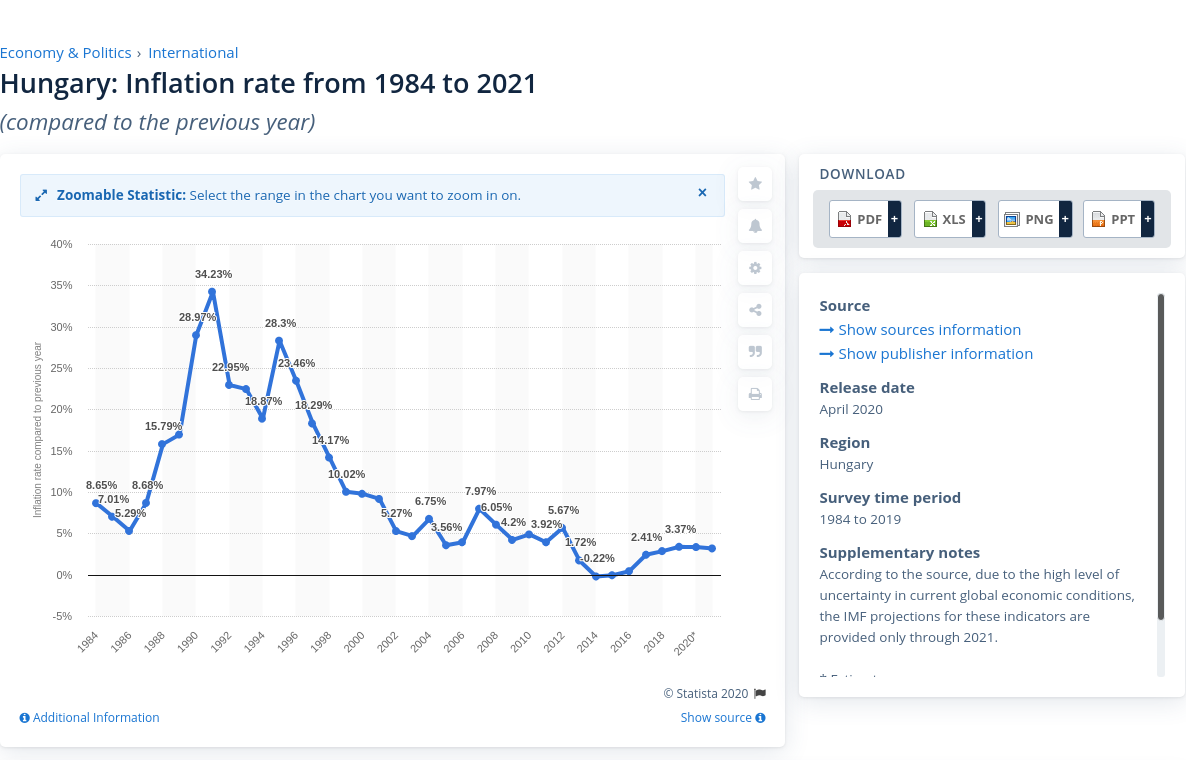 Economy & Politics › International
Hungary: Inflation rate from 1984 to 2021
(compared to the previous year)
Zoomable Statistic: Select the range in the chart you want to zoom in on.
×
40%
35%
30%
25%
20%
15%
10%
5%
0%
-5%
Inflation rate compared to previous year
8.65%
7.01%
5.29%
8.68%
15.79%
28.97%
34.23%
22.95%
18.87%
28.3%
23.46%
18.29%
14.17%
10.02%
5.27%
6.75%
3.56%
7.97%
6.05%
4.2%
3.92%
5.67%
1.72%
-0.22%
2.41%
3.37%
1984
1986
1988
1990
1992
1994
1996
1998
2000
2002
2004
2006
2008
2010
2012
2014
2016
2018
2020*
© Statista 2020
Additional Information
Show source
DOWNLOAD
PDF +
XLS +
PNG +
PPT +
Source
Show sources information
Show publisher information
Release date
April 2020
Region
Hungary
Survey time period
1984 to 2019
Supplementary notes
According to the source, due to the high level of
uncertainty in current global economic conditions,
the IMF projections for these indicators are
provided only through 2021.